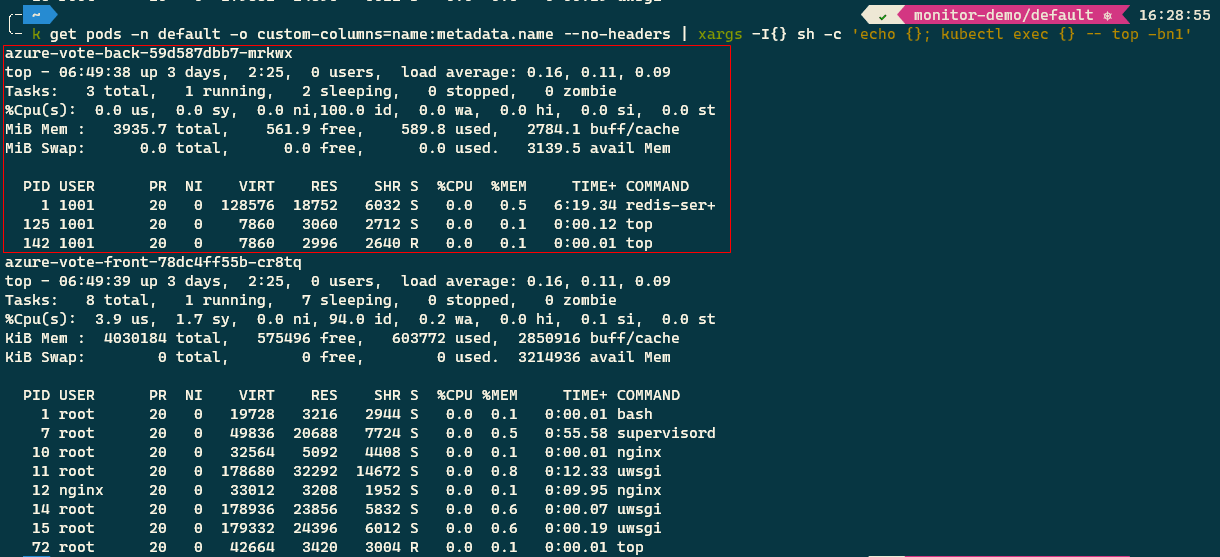 ~ ✔ monitor-demo/default ⎈ 16:28:55
k get pods -n default -o custom-columns=name:metadata.name --no-headers | xargs -I{} sh -c 'echo {}; kubectl exec {} -- top -bn1'
azure-vote-back-59d587dbb7-mrkwx
top - 06:49:38 up 3 days,  2:25,  0 users,  load average: 0.16, 0.11, 0.09
Tasks:   3 total,   1 running,   2 sleeping,   0 stopped,   0 zombie
%Cpu(s):  0.0 us,  0.0 sy,  0.0 ni,100.0 id,  0.0 wa,  0.0 hi,  0.0 si,  0.0 st
MiB Mem :   3935.7 total,    561.9 free,    589.8 used,   2784.1 buff/cache
MiB Swap:      0.0 total,      0.0 free,      0.0 used.   3139.5 avail Mem
PID USER      PR  NI    VIRT    RES    SHR S  %CPU  %MEM     TIME+ COMMAND
1 1001      20   0  128576  18752   6032 S   0.0   0.5   6:19.34 redis-ser+
125 1001      20   0    7860   3060   2712 S   0.0   0.1   0:00.12 top
142 1001      20   0    7860   2996   2640 R   0.0   0.1   0:00.01 top
azure-vote-front-78dc4ff55b-cr8tq
top - 06:49:39 up 3 days,  2:25,  0 users,  load average: 0.16, 0.11, 0.09
Tasks:   8 total,   1 running,   7 sleeping,   0 stopped,   0 zombie
%Cpu(s):  3.9 us,  1.7 sy,  0.0 ni, 94.0 id,  0.2 wa,  0.0 hi,  0.1 si,  0.0 st
KiB Mem :  4030184 total,   575496 free,   603772 used,  2850916 buff/cache
KiB Swap:        0 total,        0 free,        0 used.  3214936 avail Mem
PID USER      PR  NI    VIRT    RES    SHR S  %CPU %MEM     TIME+ COMMAND
1 root      20   0   19728   3216   2944 S   0.0  0.1   0:00.01 bash
7 root      20   0   49836  20688   7724 S   0.0  0.5   0:55.58 supervisord
10 root      20   0   32564   5092   4408 S   0.0  0.1   0:00.01 nginx
11 root      20   0  178680  32292  14672 S   0.0  0.8   0:12.33 uwsgi
12 nginx     20   0   33012   3208   1952 S   0.0  0.1   0:09.95 nginx
14 root      20   0  178936  23856   5832 S   0.0  0.6   0:00.07 uwsgi
15 root      20   0  179332  24396   6012 S   0.0  0.6   0:00.19 uwsgi
72 root      20   0   42664   3420   3004 R   0.0  0.1   0:00.01 top